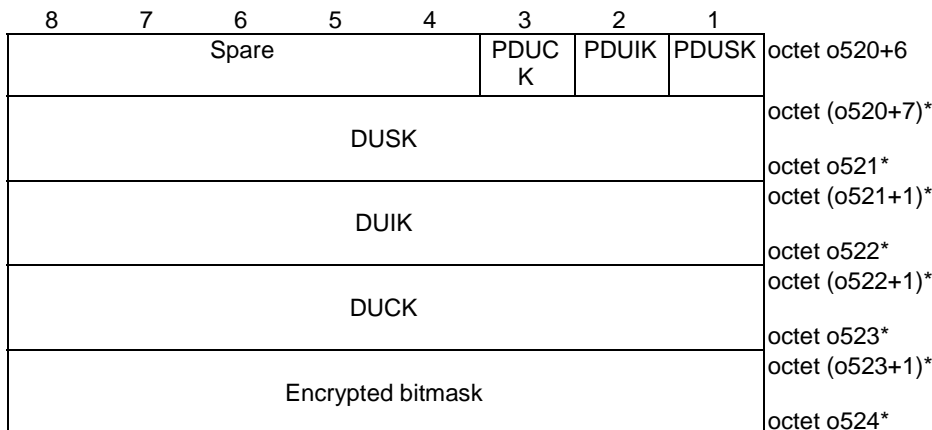 8 7 6 5 4 3 2 1
Spare PDUC PDUIK PDUSK octet o520+6
K
octet (o520+7)*
DUSK
octet o521*
octet (o521+1)*
DUIK
octet o522*
octet (o522+1)*
DUCK
octet o523*
octet (o523+1)*
Encrypted bitmask
octet o524*